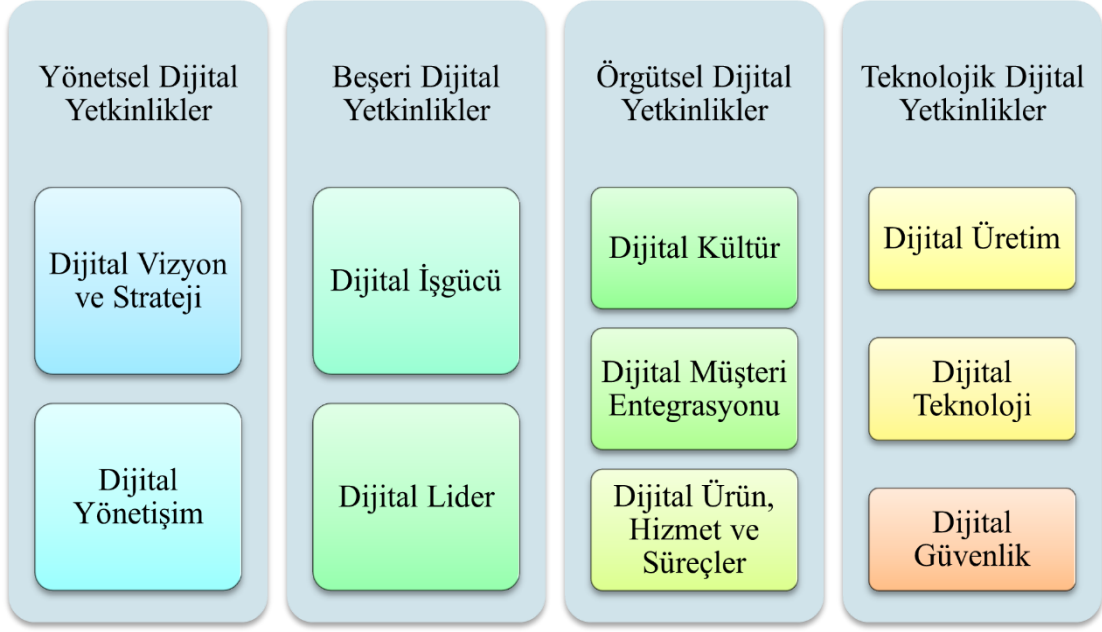 Yönetsel Dijital
Yetkinlikler
Dijital Vizyon
ve Strateji
Dijital
Yönetişim
Beşeri Dijital
Yetkinlikler
Dijital İşgücü
Dijital Lider
Örgütsel Dijital
Yetkinlikler
Dijital Kültür
Dijital Müşteri
Entegrasyonu
Dijital Ürün,
Hizmet ve
Süreçler
Teknolojik Dijital
Yetkinlikler
Dijital Üretim
Dijital
Teknoloji
Dijital
Güvenlik